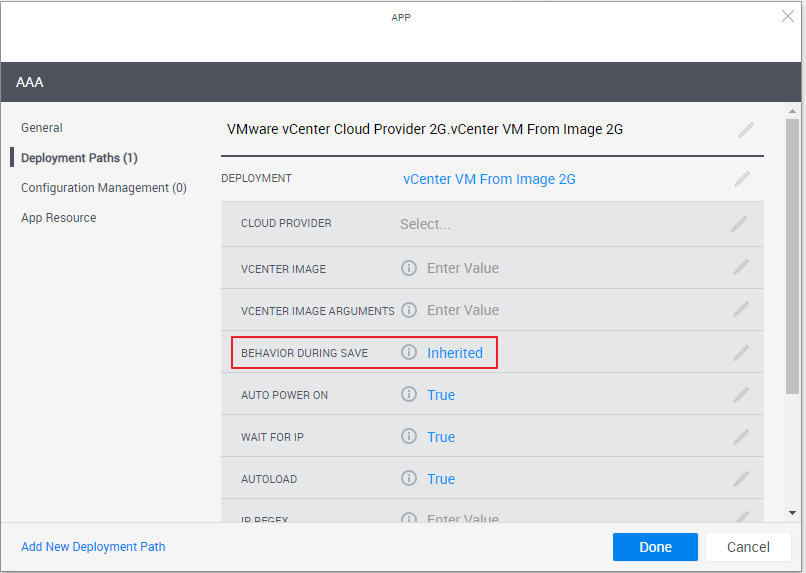 APP
AAA
General
Deployment Paths (1)
Configuration Management (0)
App Resource
VMware vCenter Cloud Provider 2G.vCenter VM From Image 2G
DEPLOYMENT vCenter VM From Image 2G
CLOUD PROVIDER Select...
VCENTER IMAGE Enter Value
VCENTER IMAGE ARGUMENTS Enter Value
BEHAVIOR DURING SAVE Inherited
AUTO POWER ON True
WAIT FOR IP True
AUTOLOAD True
IP REGEX Enter Value
Add New Deployment Path
Done
Cancel